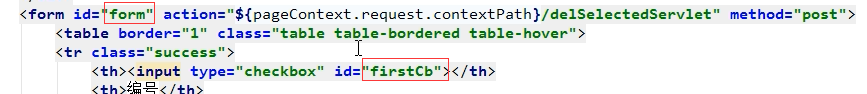 <form id="form" action="${pageContext.request.contextPath}/delSelectedServlet" method="post">
<table border="1" class="table table-bordered table-hover">
<tr class="success">
<th><input type="checkbox" id="firstCb"></th>
<th>编号</th>